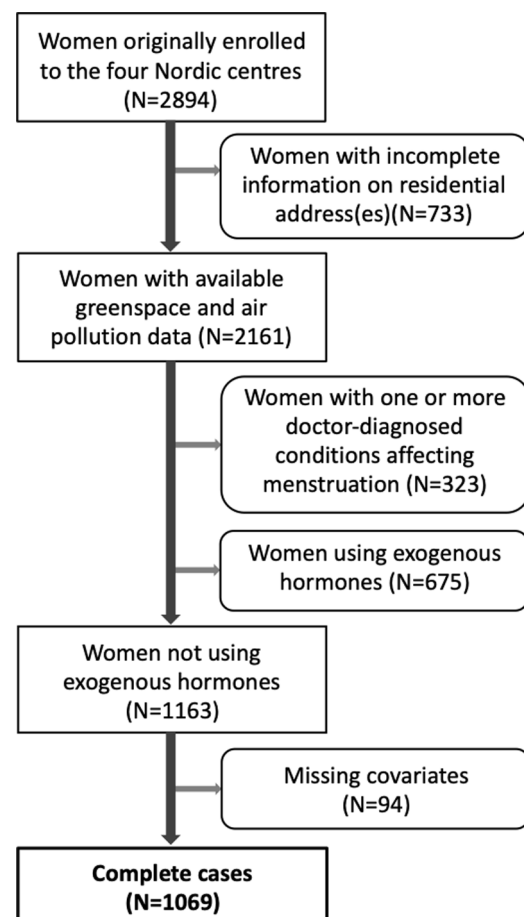 Women originally enrolled
to the four Nordic centres
(N=2894)
Women with incomplete
information on residential
address(es)(N=733)
Women with available
greenspace and air
pollution data (N=2161)
Women with one or more
doctor-diagnosed
conditions affecting
menstruation (N=323)
Women using exogenous
hormones (N=675)
Women not using
exogenous hormones
(N=1163)
Missing covariates
(N=94)
Complete cases
(N=1069)